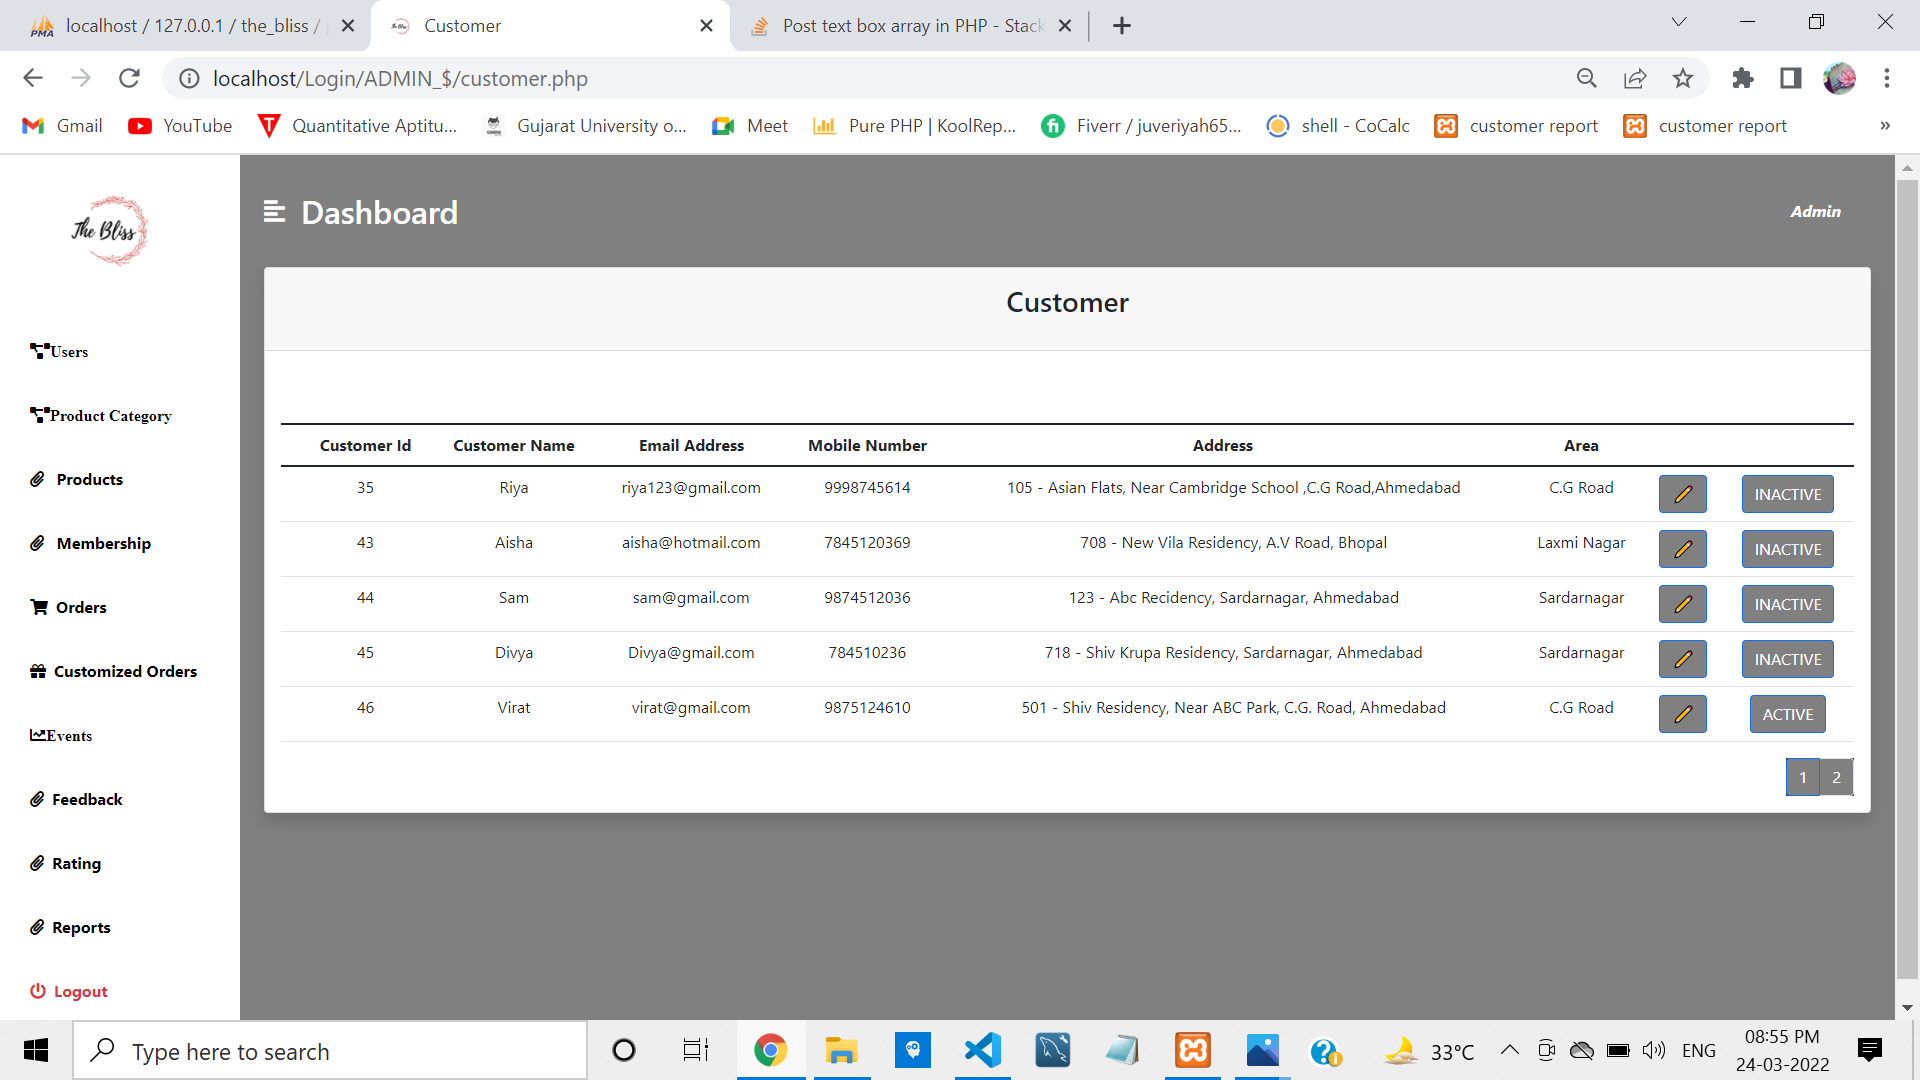 localhost / 127.0.0.1 / the_bliss /
Customer
Post text box array in PHP - Stack
localhost/Login/ADMIN_$/customer.php
Gmail
YouTube
Quantitative Aptitu...
Gujarat University o...
Meet
Pure PHP | KoolRep...
Fiverr / juveriyah65...
shell - CoCalc
customer report
customer report
»
The Bliss
Dashboard
Admin
Users
Product Category
Products
Membership
Orders
Customized Orders
Events
Feedback
Rating
Reports
Logout
Customer
Customer Id Customer Name Email Address Mobile Number Address Area
35 Riya riya123@gmail.com 9998745614 105 - Asian Flats, Near Cambridge School ,C.G Road,Ahmedabad C.G Road INACTIVE
43 Aisha aisha@hotmail.com 7845120369 708 - New Vila Residency, A.V Road, Bhopal Laxmi Nagar INACTIVE
44 Sam sam@gmail.com 9874512036 123 - Abc Recidency, Sardarnagar, Ahmedabad Sardarnagar INACTIVE
45 Divya Divya@gmail.com 784510236 718 - Shiv Krupa Residency, Sardarnagar, Ahmedabad Sardarnagar INACTIVE
46 Virat virat@gmail.com 9875124610 501 - Shiv Residency, Near ABC Park, C.G. Road, Ahmedabad C.G Road ACTIVE
1 2
Type here to search
33°C
ENG
08:55 PM
24-03-2022